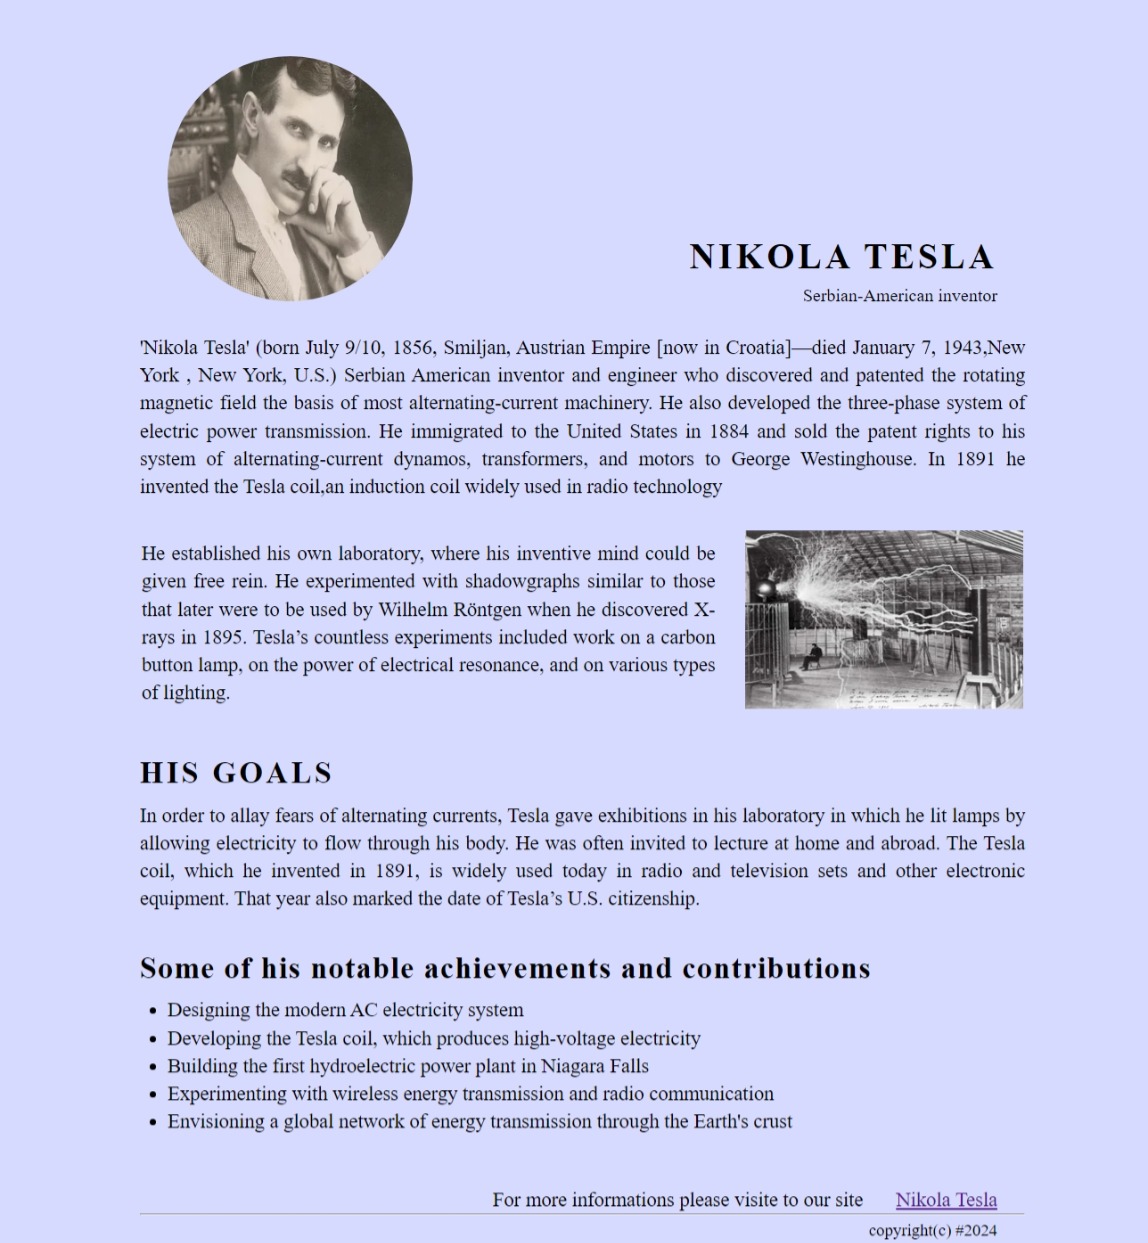 NIKOLA TESLA
Serbian-American inventor
'Nikola Tesla' (born July 9/10, 1856, Smiljan, Austrian Empire [now in Croatia]—died January 7, 1943,New
York , New York, U.S.) Serbian American inventor and engineer who discovered and patented the rotating
magnetic field the basis of most alternating-current machinery. He also developed the three-phase system of
electric power transmission. He immigrated to the United States in 1884 and sold the patent rights to his
system of alternating-current dynamos, transformers, and motors to George Westinghouse. In 1891 he
invented the Tesla coil,an induction coil widely used in radio technology
He established his own laboratory, where his inventive mind could be
given free rein. He experimented with shadowgraphs similar to those
that later were to be used by Wilhelm Röntgen when he discovered X-
rays in 1895. Tesla’s countless experiments included work on a carbon
button lamp, on the power of electrical resonance, and on various types
of lighting.
HIS GOALS
In order to allay fears of alternating currents, Tesla gave exhibitions in his laboratory in which he lit lamps by
allowing electricity to flow through his body. He was often invited to lecture at home and abroad. The Tesla
coil, which he invented in 1891, is widely used today in radio and television sets and other electronic
equipment. That year also marked the date of Tesla’s U.S. citizenship.
Some of his notable achievements and contributions
• Designing the modern AC electricity system
• Developing the Tesla coil, which produces high-voltage electricity
• Building the first hydroelectric power plant in Niagara Falls
• Experimenting with wireless energy transmission and radio communication
• Envisioning a global network of energy transmission through the Earth's crust
For more informations please visite to our site Nikola Tesla
copyright(c) #2024